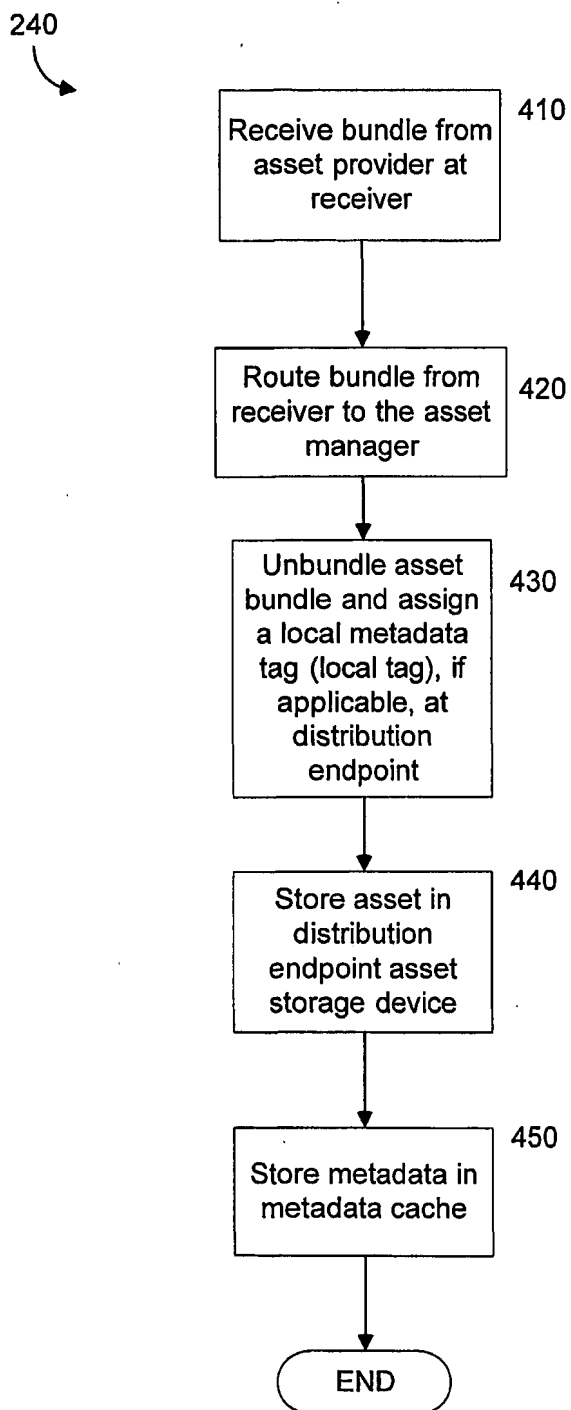 240
410
Receive bundle from
asset provider at
receiver
Route bundle from
receiver to the asset
manager
420
Unbundle asset
bundle and assign
a local metadata
tag (local tag), if
applicable, at
distribution
endpoint
430
Store asset in
distribution
endpoint asset
storage device
440
Store metadata in
metadata cache
450
END